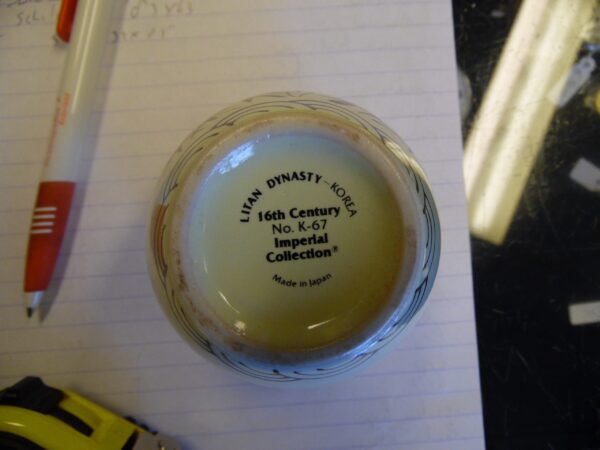 LITAN DYNASTY-KOREA
16th Century
No. K-67
Imperial
Collection®
Made in Japan